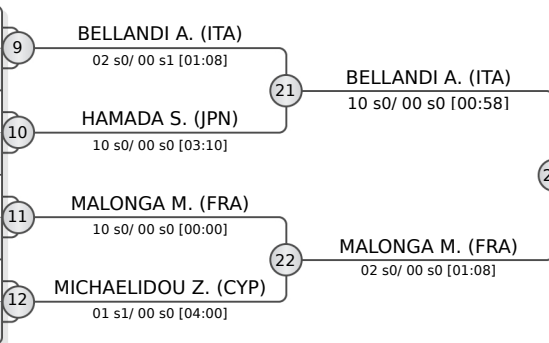 9
BELLANDI A. (ITA)
02 s0/ 00 s1 [01:08]
21
BELLANDI A. (ITA)
10 s0/ 00 s0 [00:58]
10
HAMADA S. (JPN)
10 s0/ 00 s0 [03:10]
11
MALONGA M. (FRA)
10 s0/ 00 s0 [00:00]
22
MALONGA M. (FRA)
02 s0/ 00 s0 [01:08]
12
MICHAELIDOU Z. (CYP)
01 s1/ 00 s0 [04:00]